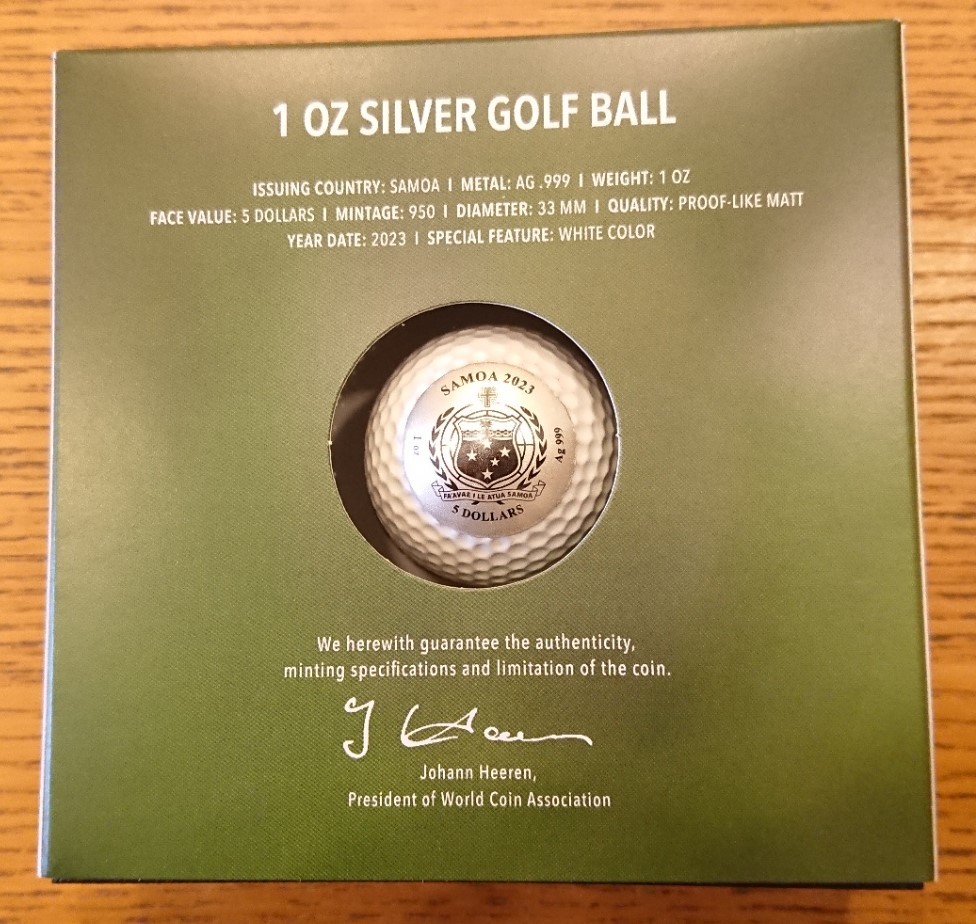 1 OZ SILVER GOLF BALL
ISSUING COUNTRY: SAMOA I METAL: AG .999 I WEIGHT: 1 OZ
FACE VALUE: 5 DOLLARS I MINTAGE: 950 I DIAMETER: 33 MM I QUALITY: PROOF-LIKE MATT
YEAR DATE: 2023 I SPECIAL FEATURE: WHITE COLOR
SAMOA 2023
1 oz
Ag 999
FA'AVAE I LE ATUA SAMOA
5 DOLLARS
We herewith guarantee the authenticity,
minting specifications and limitation of the coin.
Johann Heeren,
President of World Coin Association